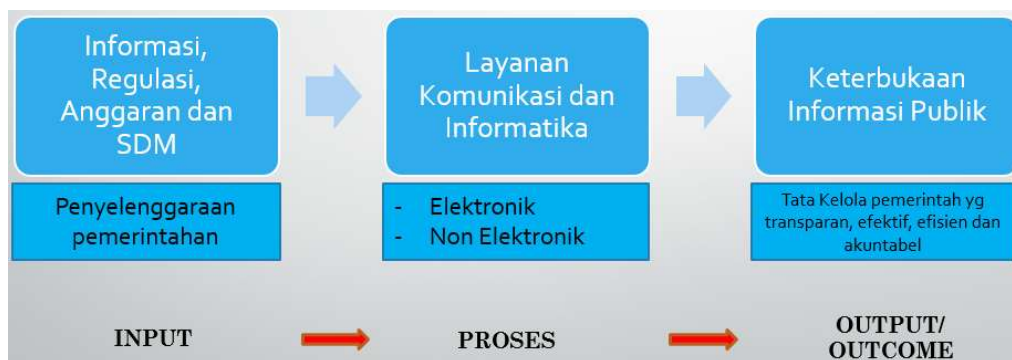 Informasi,
Regulasi,
Anggaran dan
SDM
Layanan
Komunikasi dan
Informatika
Keterbukaan
Informasi Publik
Penyelenggaraan
pemerintahan
- Elektronik
- Non Elektronik
Tata Kelola pemerintah yg
transparan, efektif, efisien dan
akuntabel
INPUT
PROSES
OUTPUT/
OUTCOME